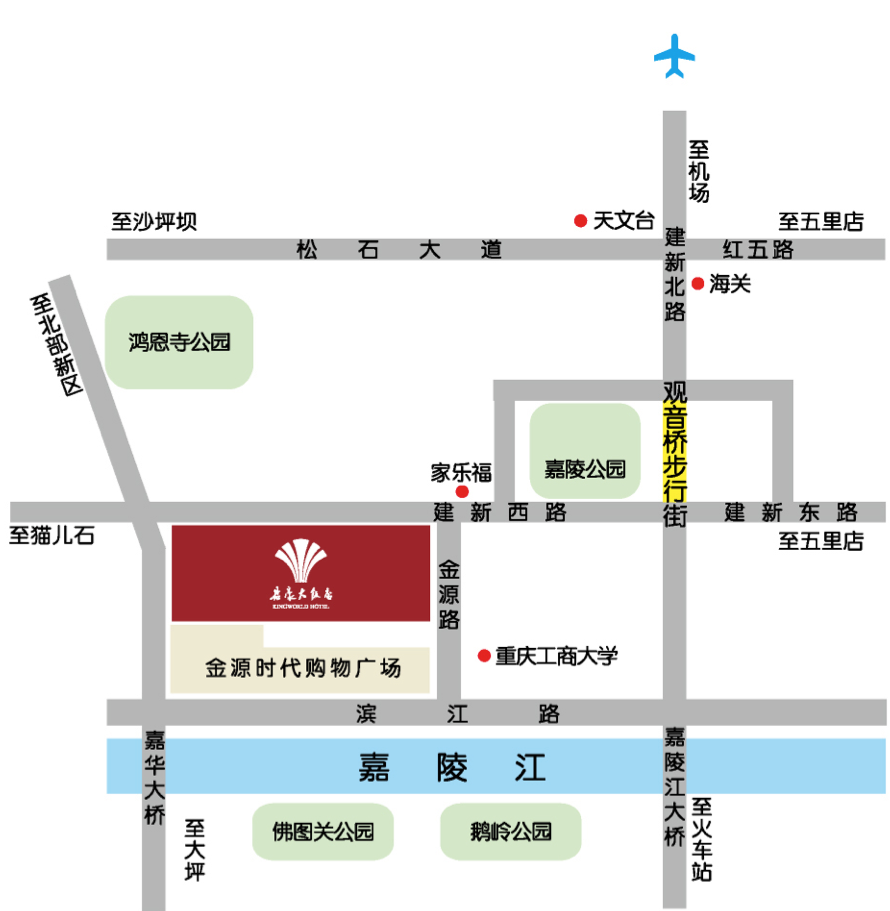 至机场
至沙坪坝
天文台
至五里店
松石大道
建新北路
红五路
海关
至北部新区
鸿恩寺公园
观音桥步行街
嘉陵公园
家乐福
建新西路
建新东路
至猫儿石
至五里店
KINGWORLD HOTEL
金源路
重庆工商大学
金源时代购物广场
滨江路
嘉华大桥
嘉陵江
嘉陵江大桥
佛图关公园
鹅岭公园
至大坪
至火车站